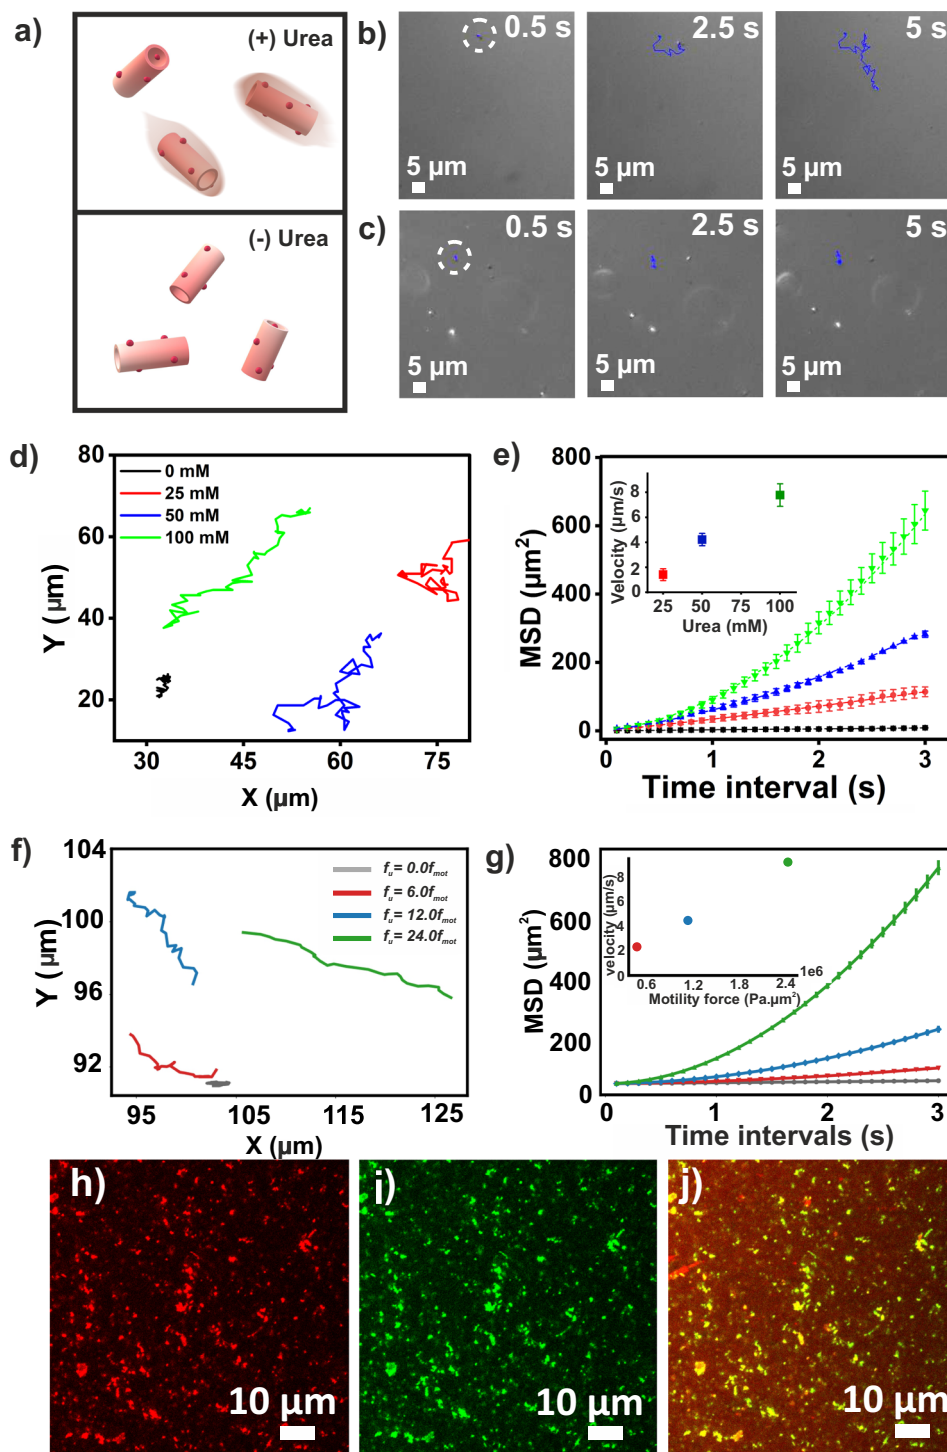 a)
(+) Urea
(-) Urea
b)
0.5 s
2.5 s
5 s
5 µm
5 µm
5 µm
c)
0.5 s
2.5 s
5 s
5 µm
5 µm
5 µm
d)
80
60
40
20
Y (µm)
0 mM
25 mM
50 mM
100 mM
30
45
60
75
X (µm)
e)
800
600
400
200
0
MSD (µm²)
8
6
4
2
0
Velocity (µm/s)
25
50
75
100
Urea (mM)
0
1
2
3
Time interval (s)
f)
104
100
96
92
Y (µm)
fu= 0.0fmot
fu= 6.0fmot
fu= 12.0fmot
fu= 24.0fmot
95
105
115
125
X (µm)
g)
800
600
400
200
0
MSD (µm²)
8
6
4
2
0
velocity (µm/s)
0.6
1.2
1.8
2.4
1e6
Motility force (Pa.µm²)
0
1
2
3
Time intervals (s)
h)
10 µm
i)
10 µm
j)
10 µm